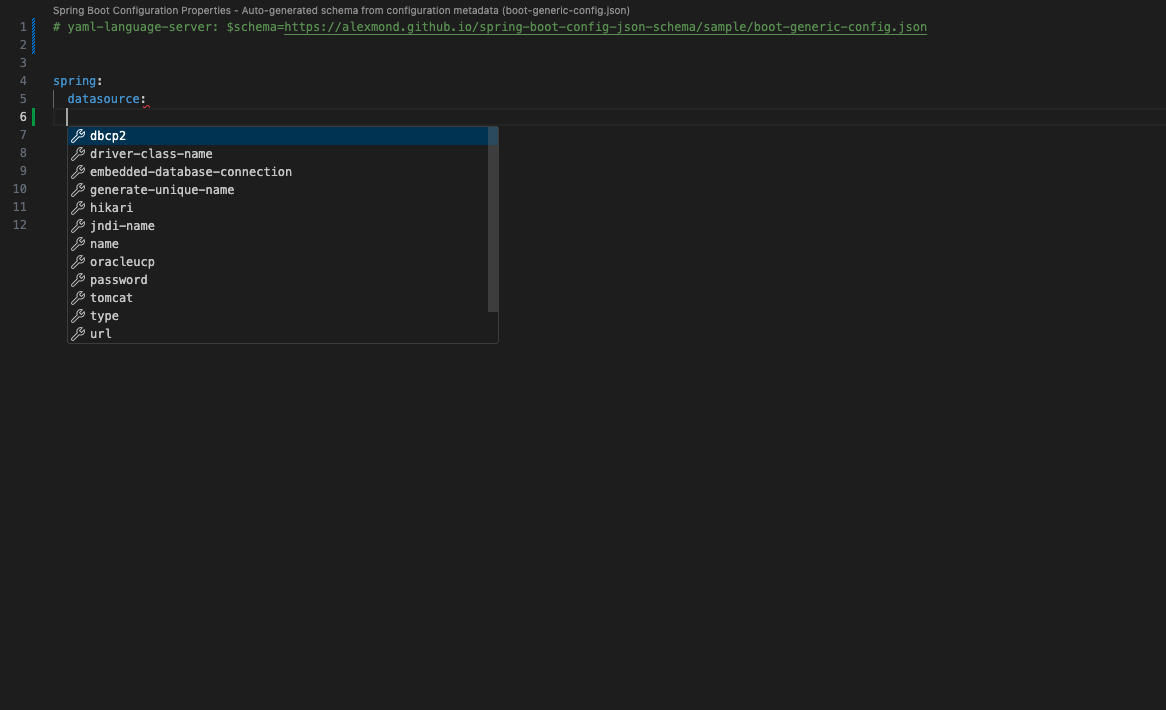 Spring Boot Configuration Properties - Auto-generated schema from configuration metadata (boot-generic-config.json)
1 # yaml-language-server: $schema=https://alexmond.github.io/spring-boot-config-json-schema/sample/boot-generic-config.json
2
3
4 spring:
5 datasource:
6
7 dbcp2
8 driver-class-name
9 embedded-database-connection
10 generate-unique-name
11 hikari
12 jndi-name
name
oracleucp
password
tomcat
type
url